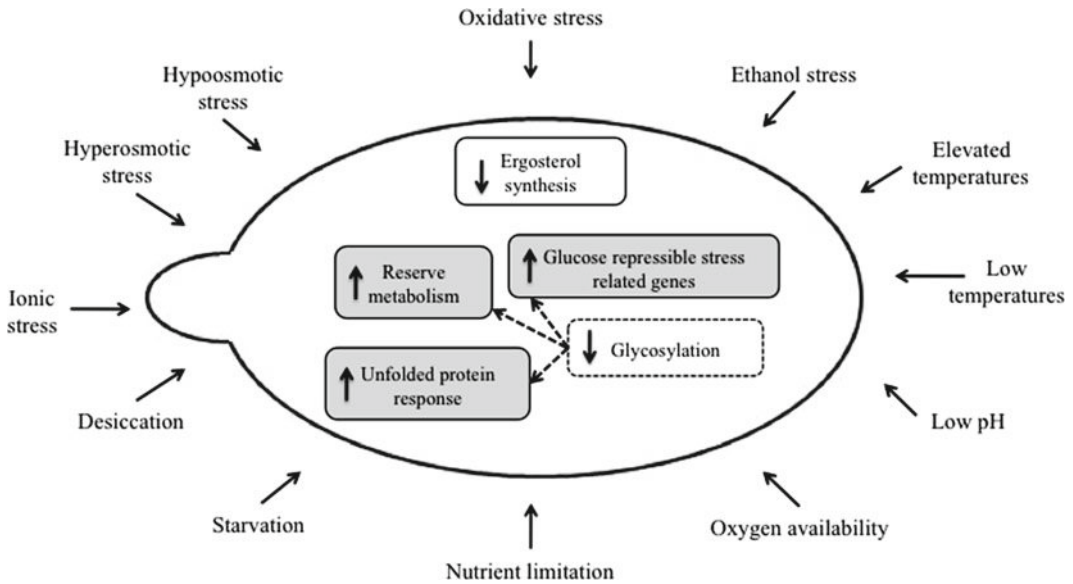 Oxidative stress
Hypoosmotic
stress
Ethanol stress
Hyperosmotic
stress
Elevated
temperatures
Ergosterol
synthesis
Reserve
metabolism
Glucose repressible stress
related genes
Low
temperatures
Ionic
stress
Glycosylation
Unfolded protein
response
Desiccation
Low pH
Starvation
Oxygen availability
Nutrient limitation